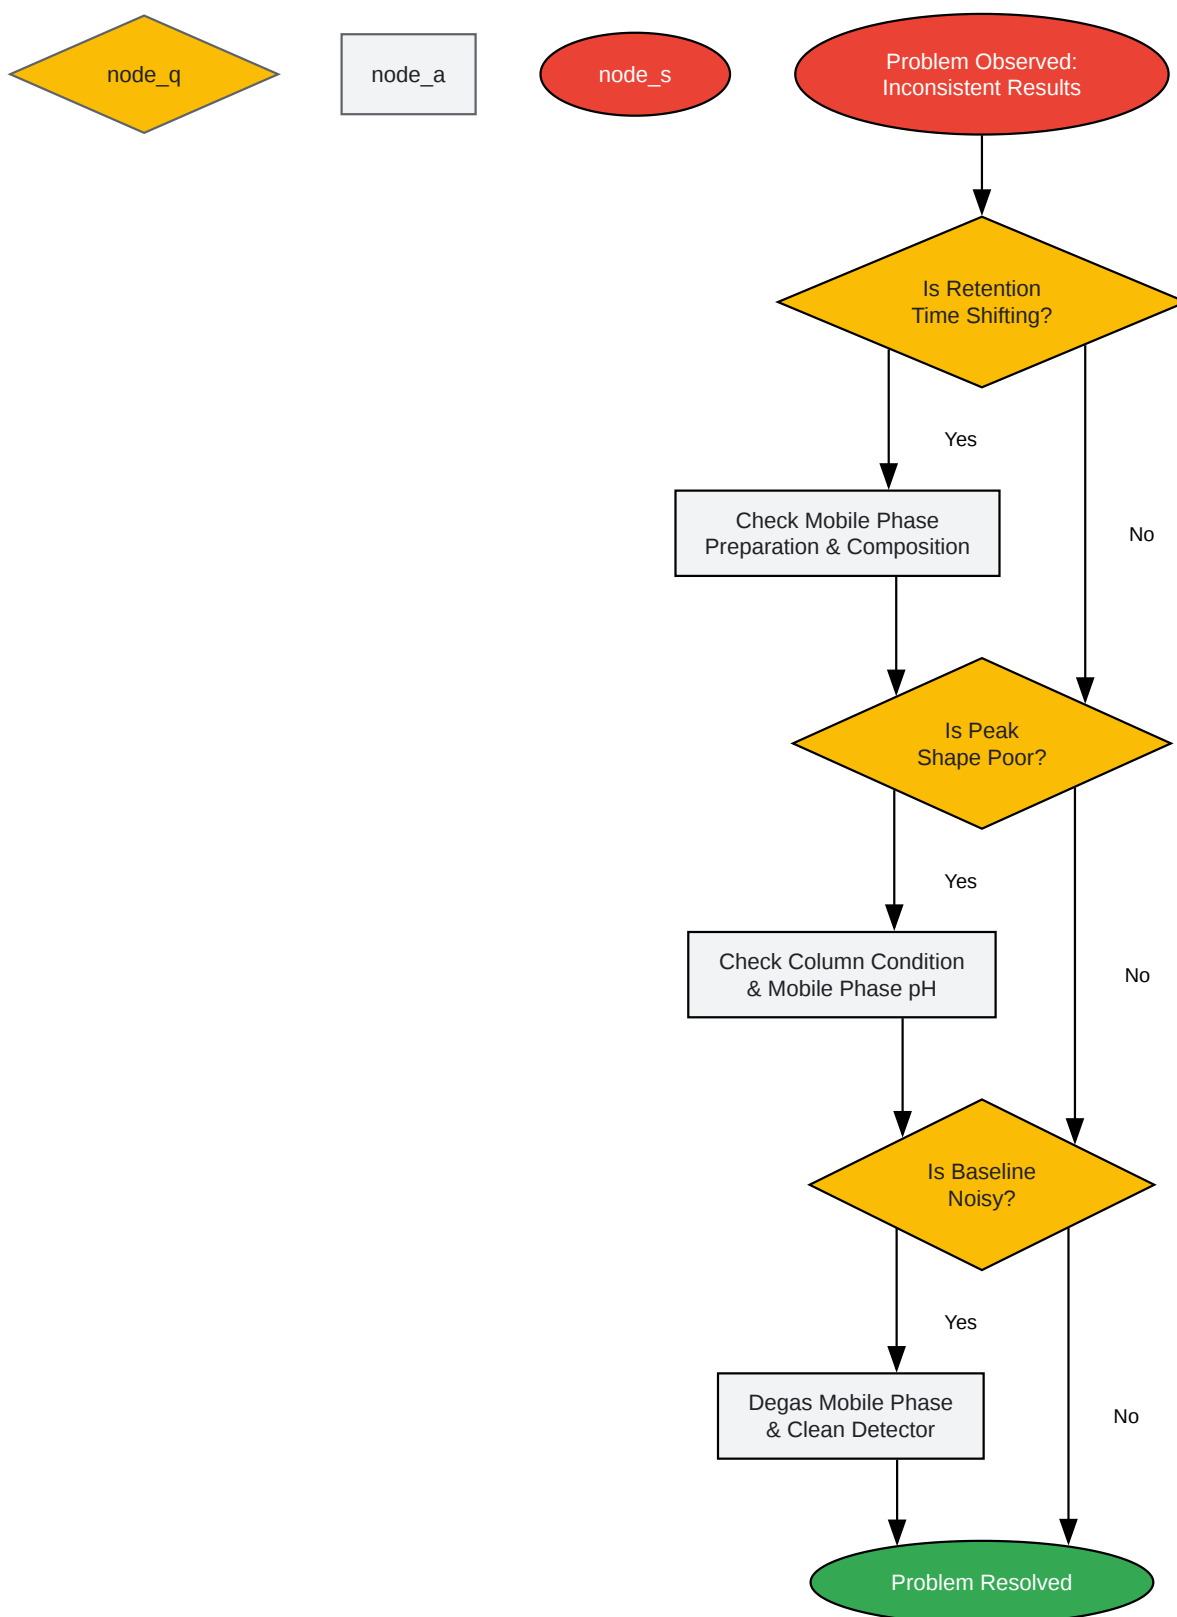 node_q
node_a
node_s
Problem Observed:
Inconsistent Results
Is Retention
Time Shifting?
Yes
Check Mobile Phase
Preparation & Composition
No
Is Peak
Shape Poor?
Yes
Check Column Condition
& Mobile Phase pH
No
Is Baseline
Noisy?
Yes
Degas Mobile Phase
& Clean Detector
No
Problem Resolved